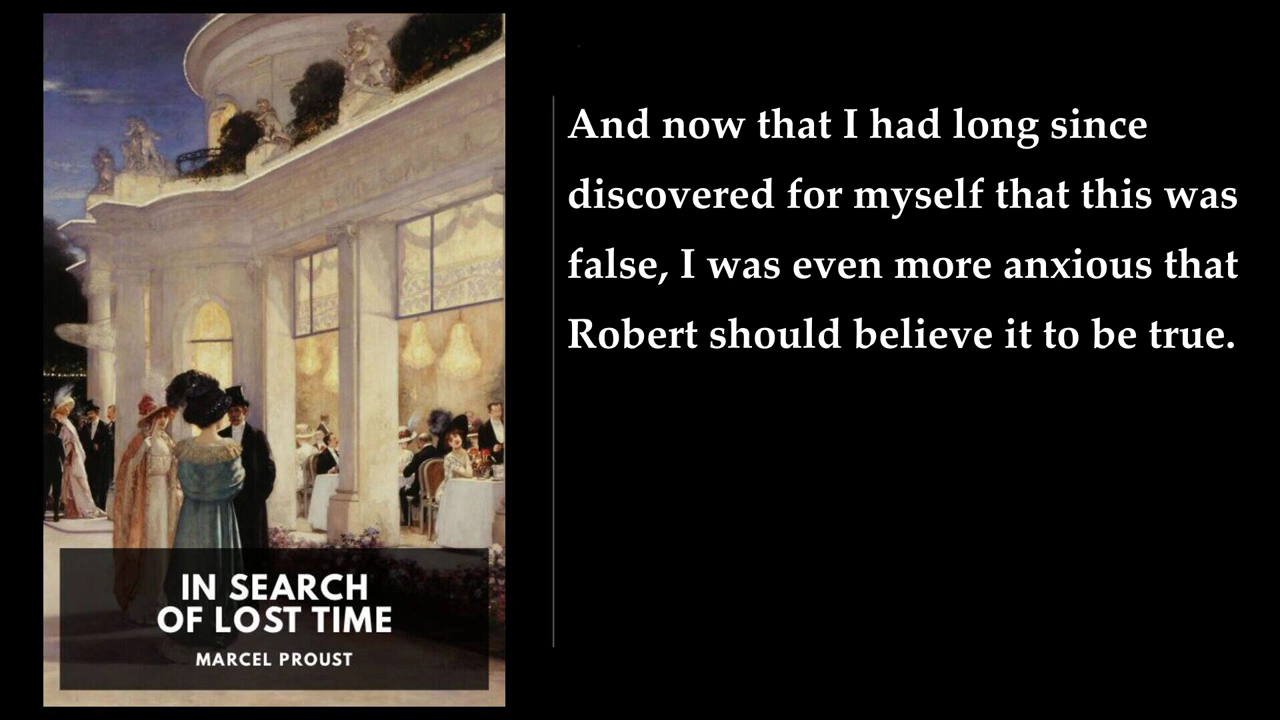 And now that I had long since
discovered for myself that this was
false, I was even more anxious that
Robert should believe it to be true.
IN SEARCH
OF LOST TIME
MARCEL PROUST